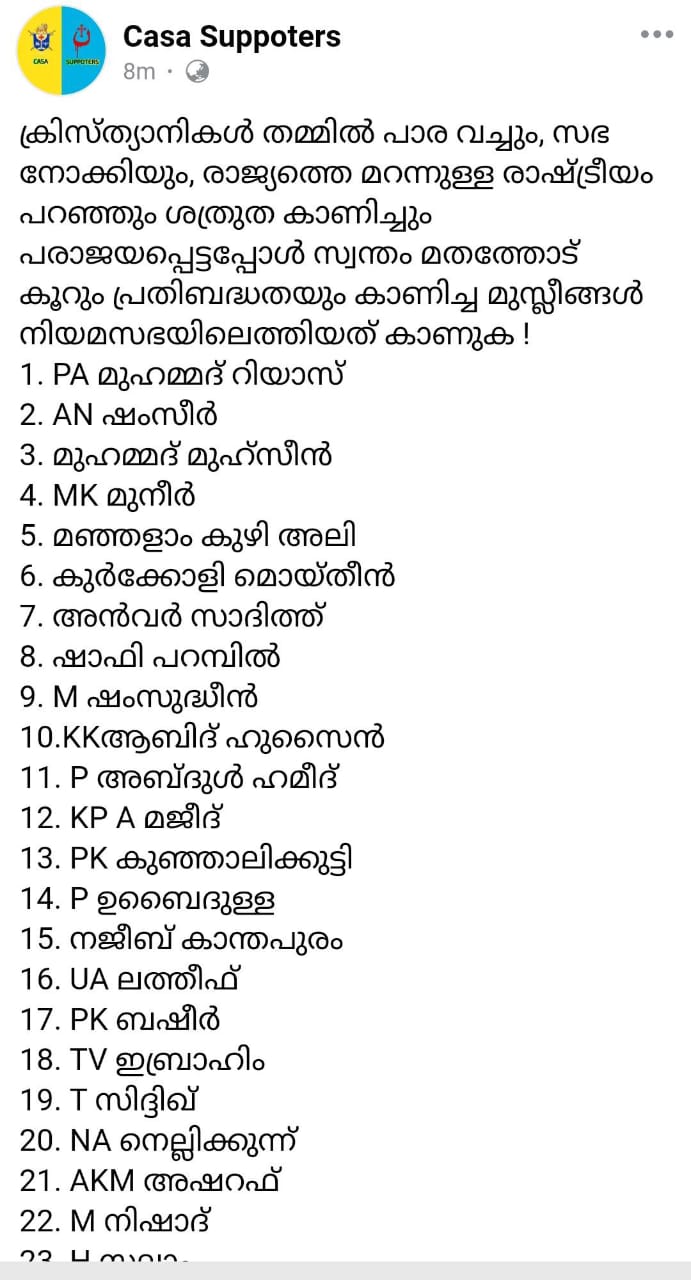 Casa Suppoters
8m
CASA
SUPPOTERS
ക്രിസ്ത്യാനികൾ തമ്മിൽ പാര വച്ചും, സഭ
നോക്കിയും, രാജ്യത്തെ മറന്നുള്ള രാഷ്ട്രീയം
പറഞ്ഞും ശത്രുത കാണിച്ചും
പരാജയപ്പെട്ടപ്പോൾ സ്വന്തം മതത്തോട്
കൂറും പ്രതിബദ്ധതയും കാണിച്ച മുസ്ലീങ്ങൾ
നിയമസഭയിലെത്തിയത് കാണുക !
1. PA മുഹമ്മദ് റിയാസ്
2. AN ഷംസീർ
3. മുഹമ്മദ് മുഹ്സീൻ
4. MK മുനീർ
5. മഞ്ഞളാം കുഴി അലി
6. കുർക്കോളി മൊയ്തീൻ
7. അൻവർ സാദിത്ത്
8. ഷാഫി പറമ്പിൽ
9. M ഷംസുദ്ധീൻ
10.KKആബിദ് ഹുസൈൻ
11. P അബ്ദുൾ ഹമീദ്
12. KP A മജീദ്
13. PK കുഞ്ഞാലിക്കുട്ടി
14. P ഉബൈദുള്ള
15. നജീബ് കാന്തപുരം
16. UA ലത്തീഫ്
17. PK ബഷീർ
18. TV ഇബ്രാഹിം
19. T സിദ്ദിഖ്
20. NA നെല്ലിക്കുന്ന്
21. AKM അഷറഫ്
22. M നിഷാദ്
23. H